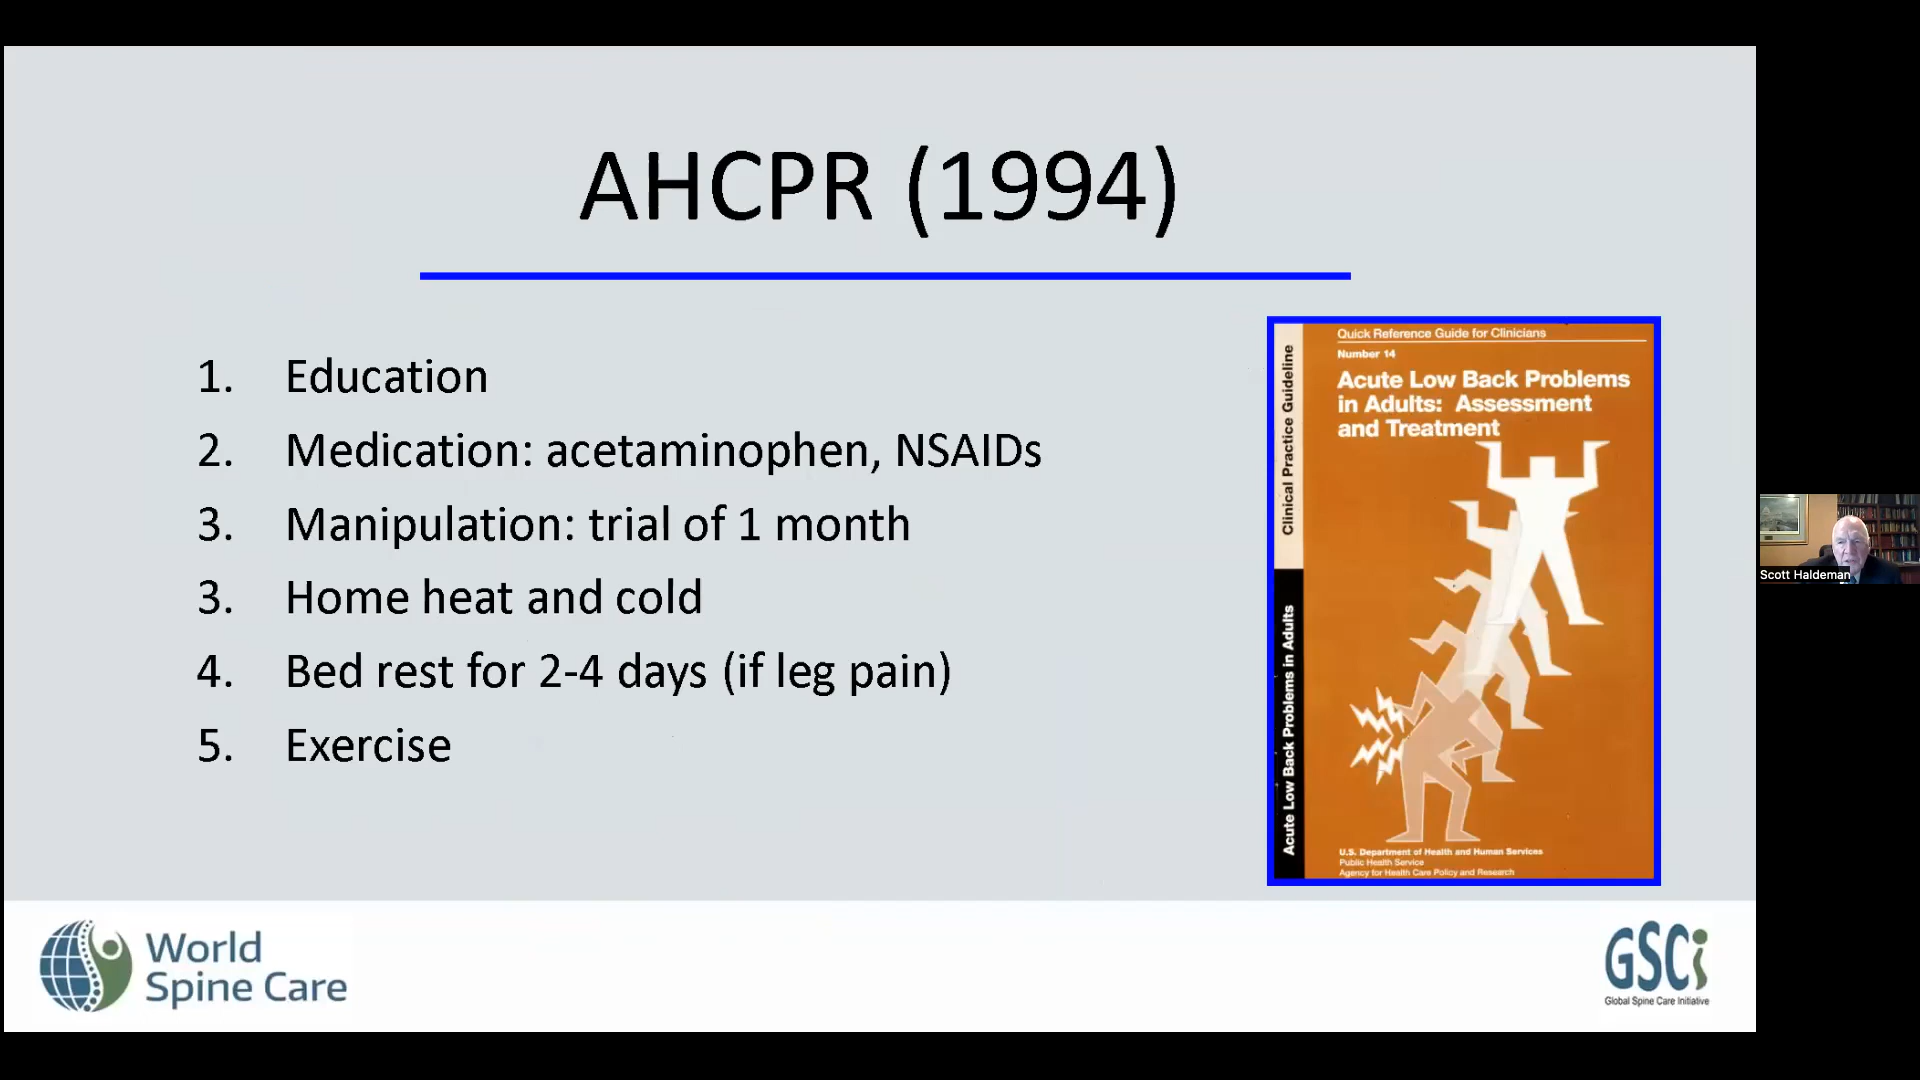 AHCPR (1994)
1. Education
2. Medication: acetaminophen, NSAIDs
3. Manipulation: trial of 1 month
3. Home heat and cold
4. Bed rest for 2-4 days (if leg pain)
5. Exercise
Clinical Practice Guideline
Acute Low Back Problems in Adults
Quick Reference Guide for Clinicians
Number 14
Acute Low Back Problems
in Adults: Assessment
and Treatment
U.S. Department of Health and Human Services
Public Health Service
Agency for Health Care Policy and Research
Scott Haldeman
World
Spine Care
GSCi
Global Spine Care Initiative